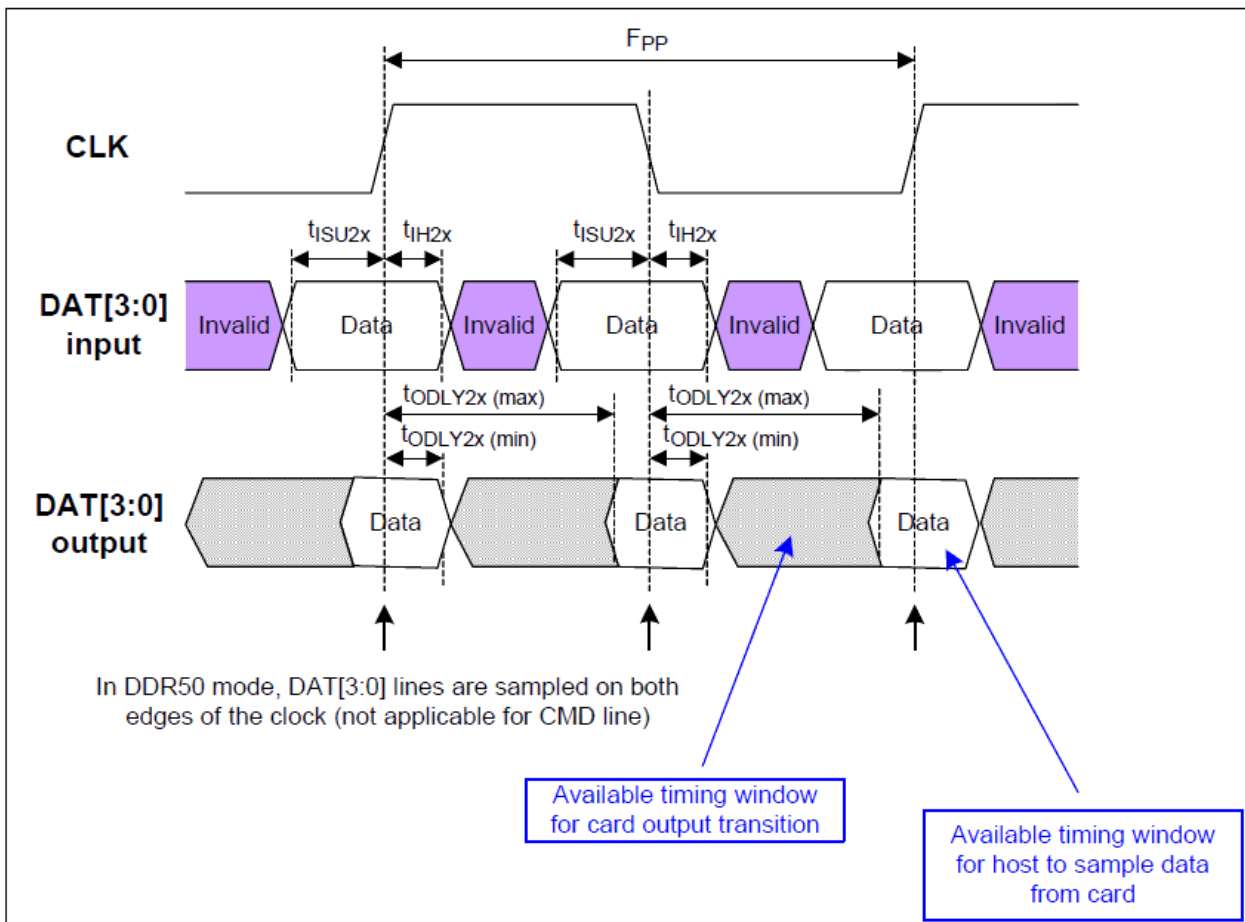 FPP
CLK
tISU2x
tIH2x
tISU2x
tIH2x
DAT[3:0]
input
Invalid
Data
Invalid
Data
Invalid
Data
Invalid
tODLY2x (max)
tODLY2x (max)
tODLY2x (min)
tODLY2x (min)
DAT[3:0]
output
Data
Data
Data
In DDR50 mode, DAT[3:0] lines are sampled on both
edges of the clock (not applicable for CMD line)
Available timing window
for card output transition
Available timing window
for host to sample data
from card